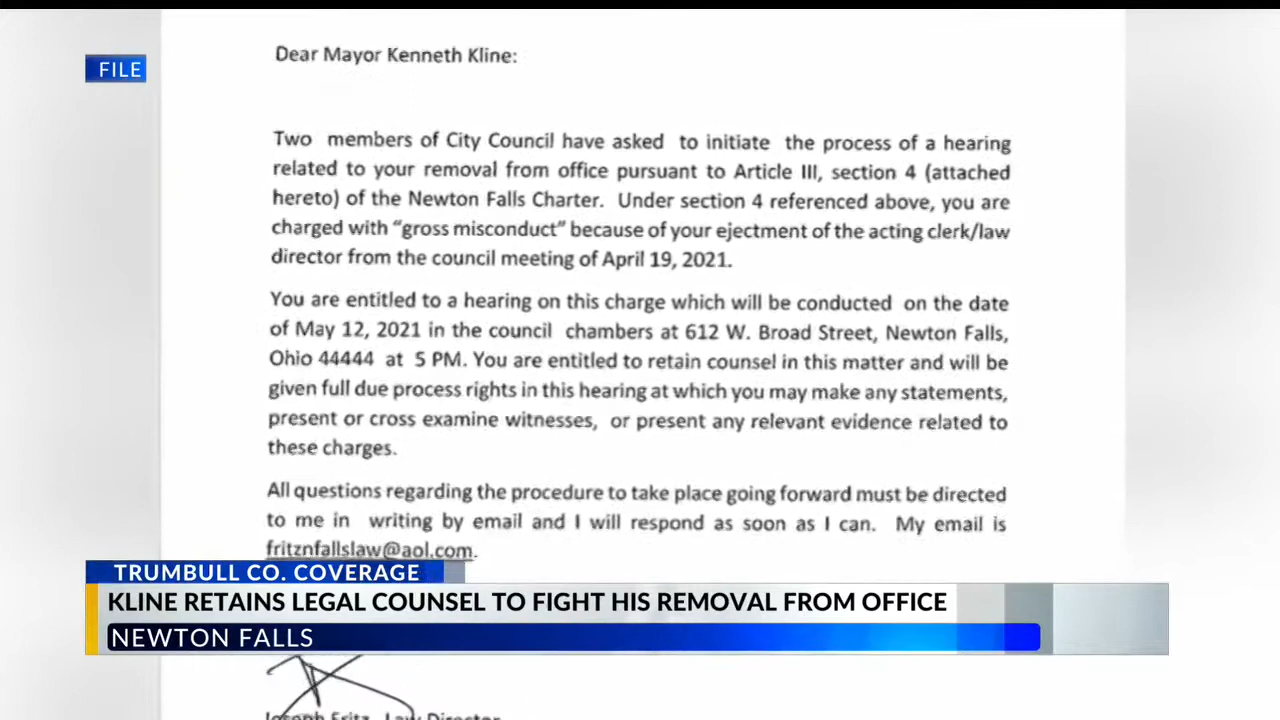 FILE
Dear Mayor Kenneth Kline:
Two members of City Council have asked to initiate the process of a hearing
related to your removal from office pursuant to Article III, section 4 (attached
hereto) of the Newton Falls Charter. Under section 4 referenced above, you are
charged with “gross misconduct” because of your ejectment of the acting clerk/law
director from the council meeting of April 19, 2021.
You are entitled to a hearing on this charge which will be conducted on the date
of May 12, 2021 in the council chambers at 612 W. Broad Street, Newton Falls,
Ohio 44444 at 5 PM. You are entitled to retain counsel in this matter and will be
given full due process rights in this hearing at which you may make any statements,
present or cross examine witnesses, or present any relevant evidence related to
these charges.
All questions regarding the procedure to take place going forward must be directed
to me in writing by email and I will respond as soon as I can. My email is
fritznfallslaw@aol.com.
TRUMBULL CO. COVERAGE
KLINE RETAINS LEGAL COUNSEL TO FIGHT HIS REMOVAL FROM OFFICE
NEWTON FALLS
Joseph Fritz, Law Director